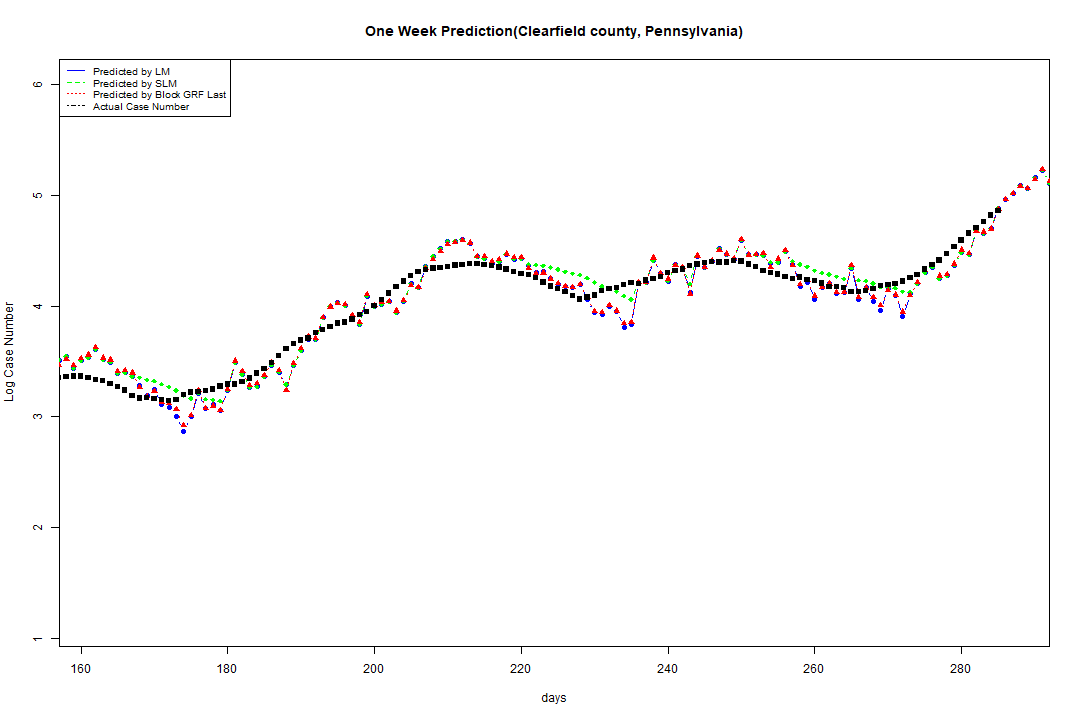 One Week Prediction(Clearfield county, Pennsylvania)
Predicted by LM
Predicted by SLM
Predicted by Block GRF Last
Actual Case Number
6
5
4
3
2
1
Log Case Number
160 180 200 220 240 260 280
days